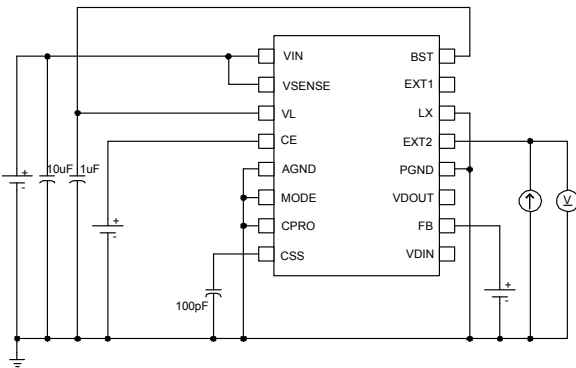 VIN BST
VSENSE EXT1
VL LX
CE EXT2
10uF 1uF
AGND PGND
MODE VDOUT
CPRO FB
CSS VDIN
100pF
+
-
+
-
+
-
V